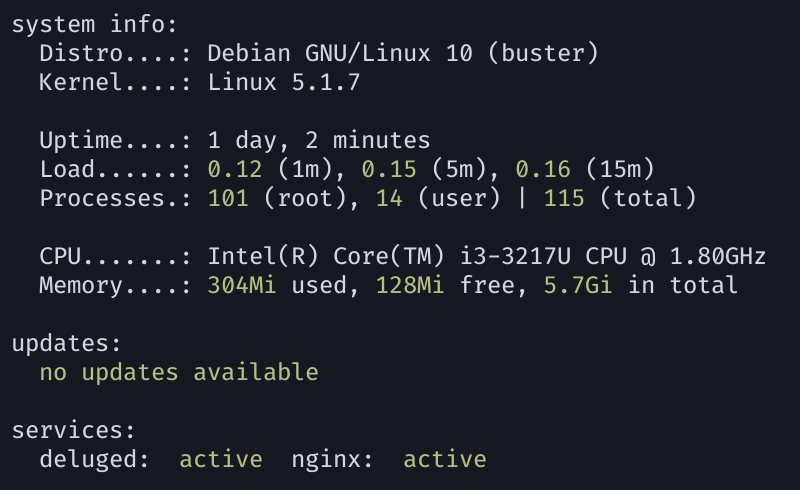 system info:
  Distro....: Debian GNU/Linux 10 (buster)
  Kernel....: Linux 5.1.7
  Uptime....: 1 day, 2 minutes
  Load......: 0.12 (1m), 0.15 (5m), 0.16 (15m)
  Processes.: 101 (root), 14 (user) | 115 (total)
  CPU.......: Intel(R) Core(TM) i3-3217U CPU @ 1.80GHz
  Memory....: 304Mi used, 128Mi free, 5.7Gi in total
updates:
  no updates available
services:
  deluged:  active  nginx:  active